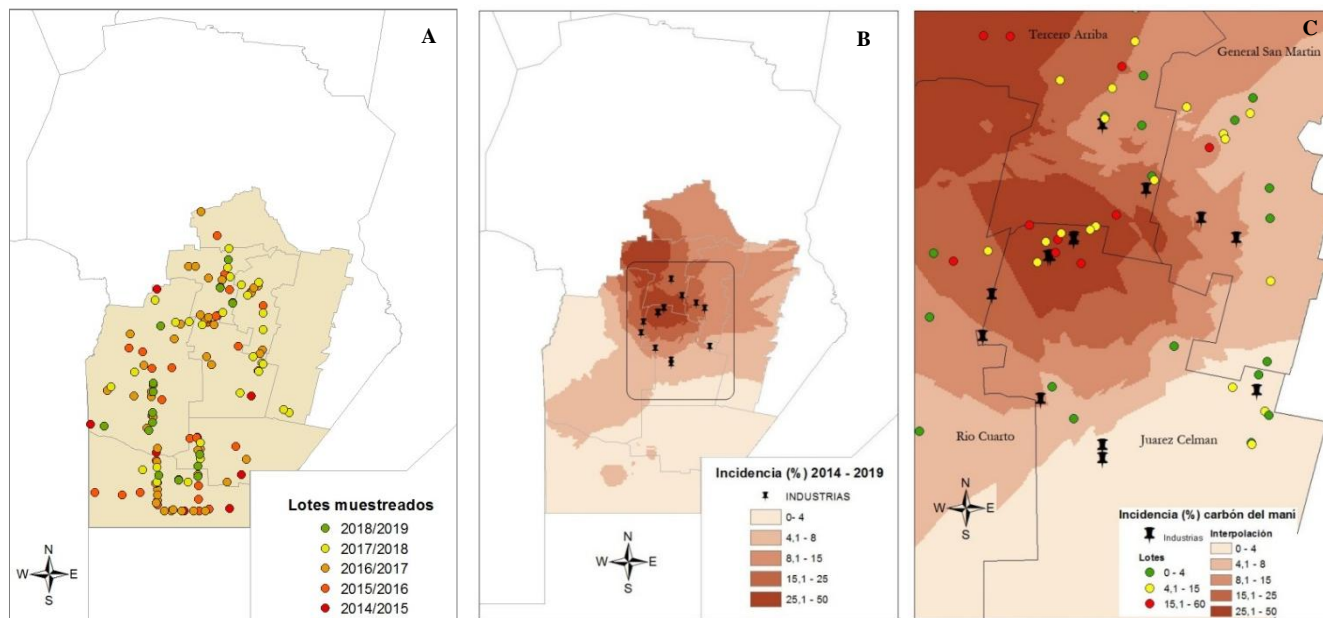 A
N
W E
S
Lotes muestreados
2018/2019
2017/2018
2016/2017
2015/2016
2014/2015
B
N
W E
S
Incidencia (%) 2014 - 2019
INDUSTRIAS
0- 4
4,1 - 8
8,1 - 15
15,1 - 25
25,1 - 50
C
Tercero Arriba
General San Martin
Rio Cuarto
Juarez Celman
N
W E
S
Incidencia (%) carbón del mani
Industrias
Lotes
0 - 4
4,1 - 15
15,1 - 60
Interpolación
0 - 4
4,1 - 8
8,1 - 15
15,1 - 25
25,1 - 50